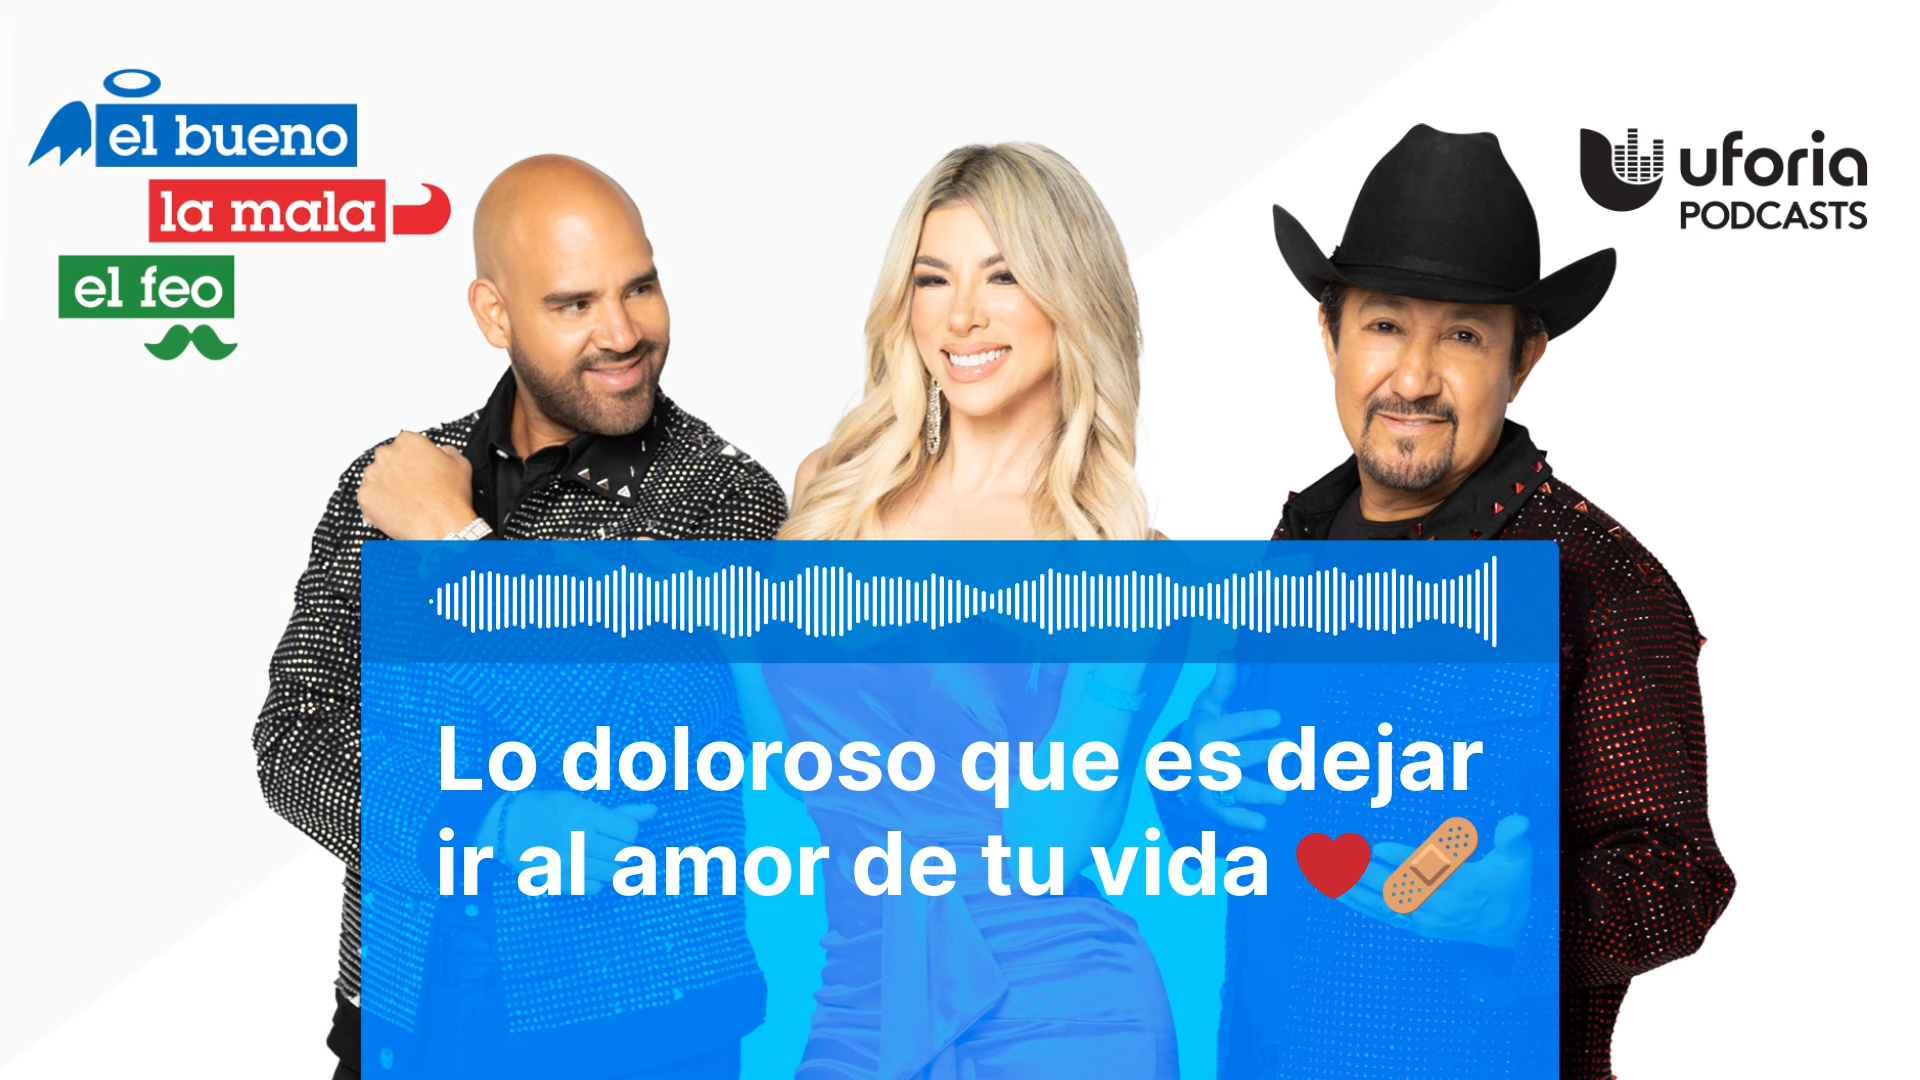 el bueno
la mala
el feo
uforia
PODCASTS
Lo doloroso que es dejar
ir al amor de tu vida ❤️🩹